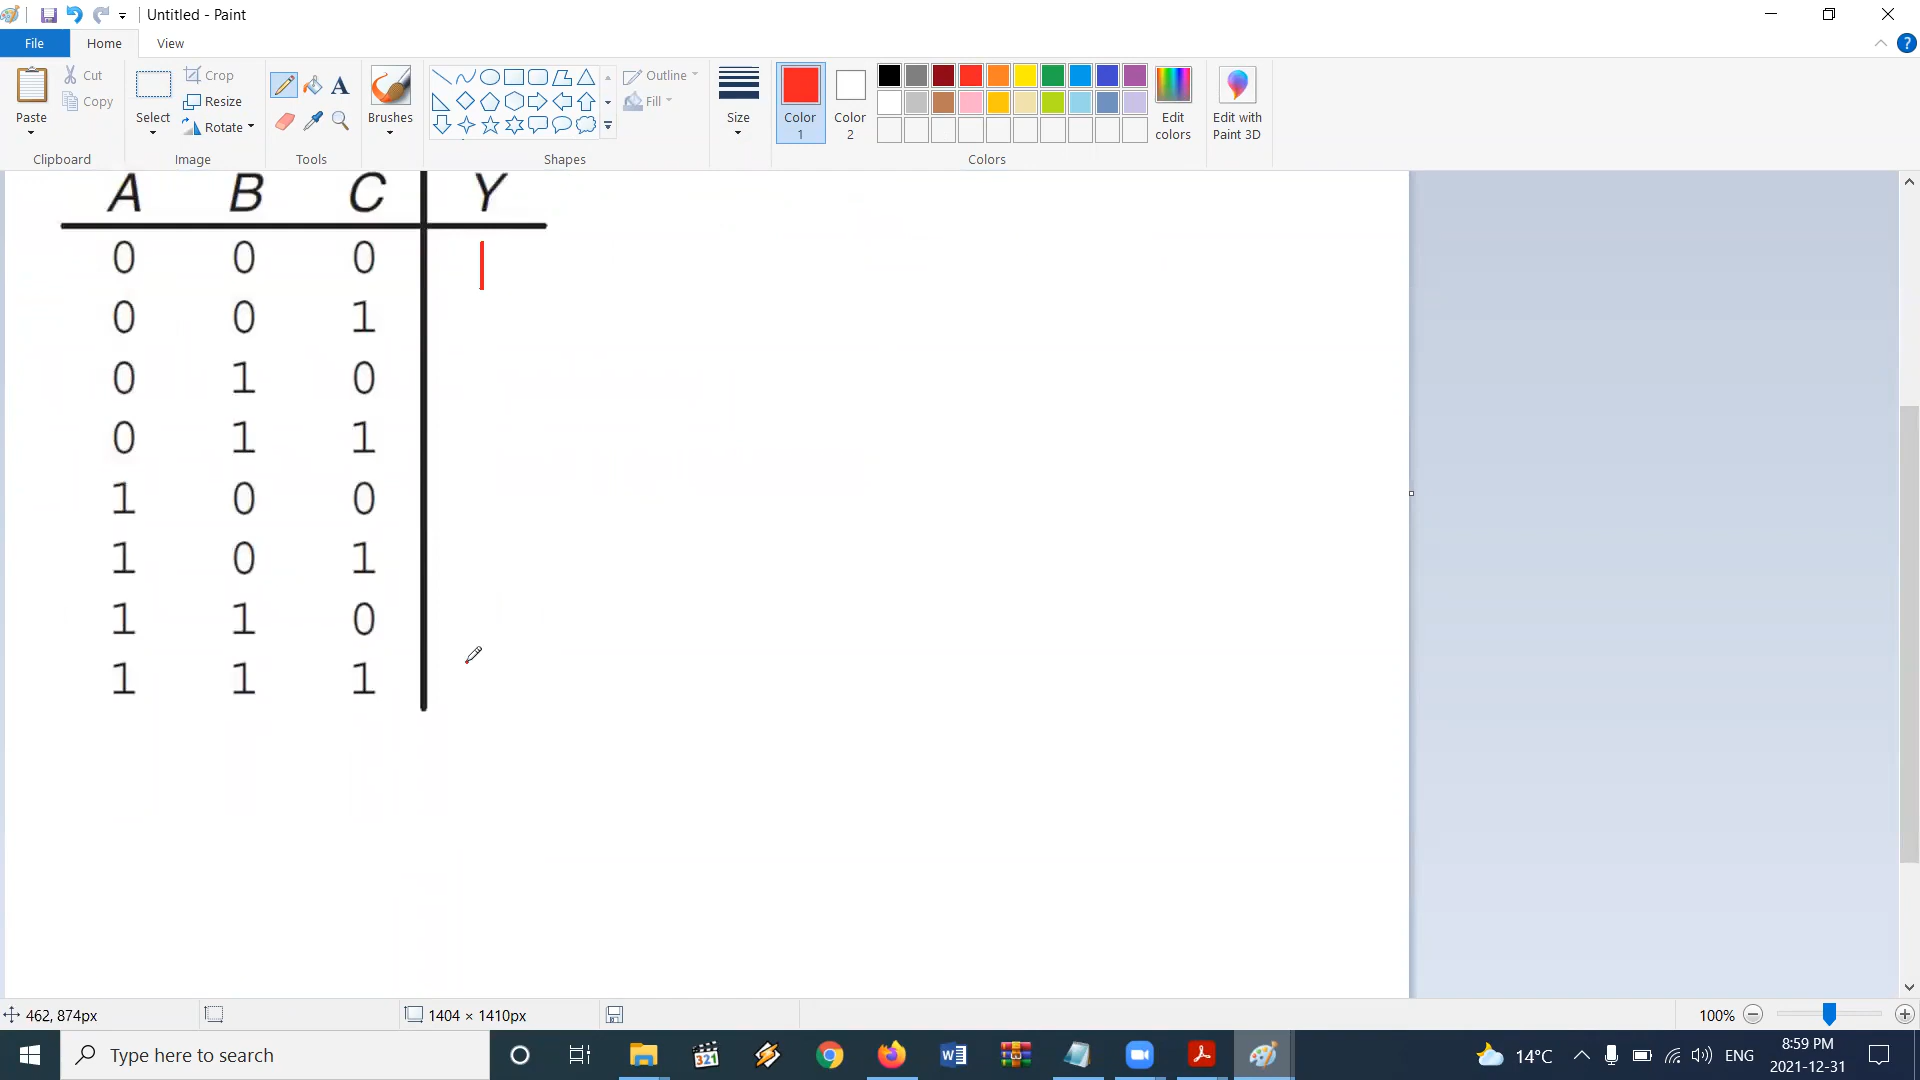 Untitled - Paint
File Home View
Paste Cut Copy Clipboard
Select Crop Resize Rotate Image
A Tools
Brushes
Outline Fill Shapes
Size
Color 1 Color 2 Edit colors Colors
Edit with Paint 3D
A B C Y
0 0 0 |
0 0 1
0 1 0
0 1 1
1 0 0
1 0 1
1 1 0
1 1 1
462, 874px 1404 × 1410px 100%
Type here to search 321 14°C ENG 8:59 PM
2021-12-31